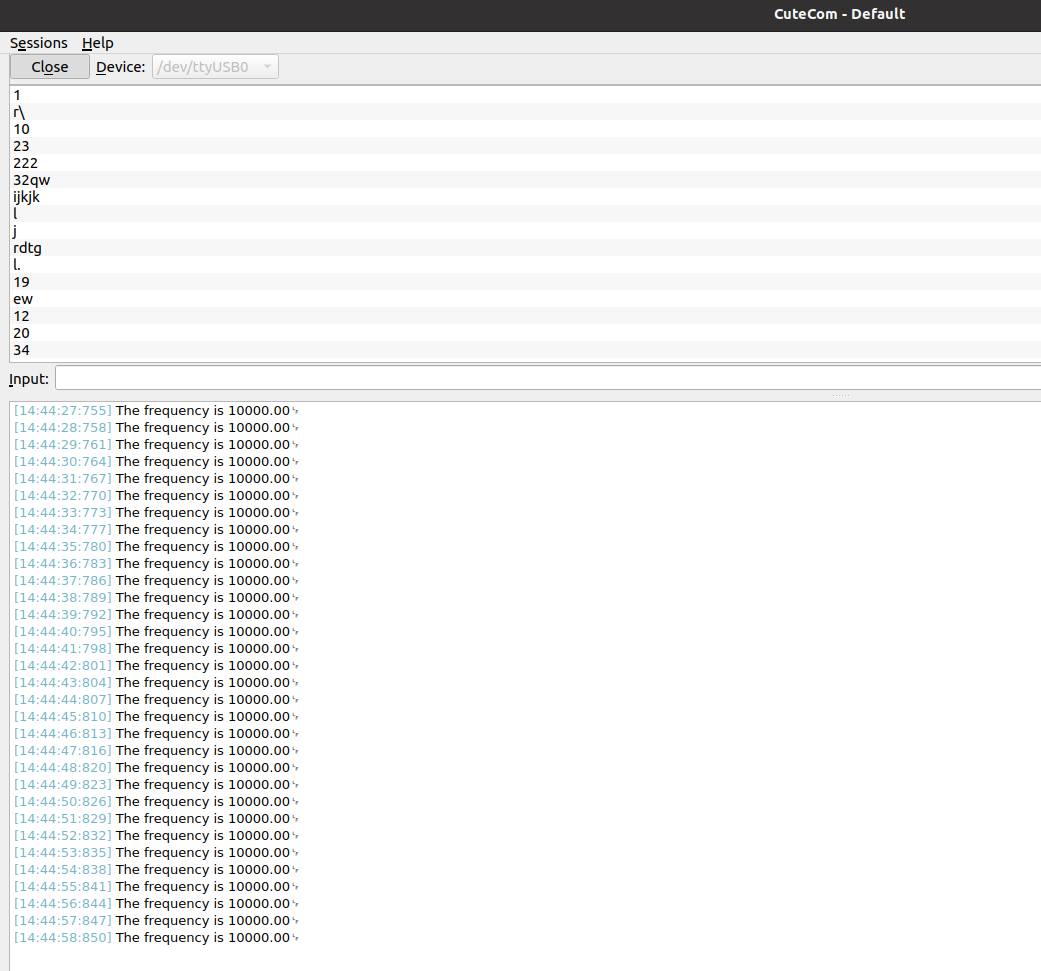 CuteCom - Default
Sessions Help
Close Device: /dev/ttyUSB0
1
r\
10
23
222
32qw
ijkjk
l
j
rdtg
l.
19
ew
12
20
34
Input:
[14:44:27:755] The frequency is 10000.00␊
[14:44:28:758] The frequency is 10000.00␊
[14:44:29:761] The frequency is 10000.00␊
[14:44:30:764] The frequency is 10000.00␊
[14:44:31:767] The frequency is 10000.00␊
[14:44:32:770] The frequency is 10000.00␊
[14:44:33:773] The frequency is 10000.00␊
[14:44:34:777] The frequency is 10000.00␊
[14:44:35:780] The frequency is 10000.00␊
[14:44:36:783] The frequency is 10000.00␊
[14:44:37:786] The frequency is 10000.00␊
[14:44:38:789] The frequency is 10000.00␊
[14:44:39:792] The frequency is 10000.00␊
[14:44:40:795] The frequency is 10000.00␊
[14:44:41:798] The frequency is 10000.00␊
[14:44:42:801] The frequency is 10000.00␊
[14:44:43:804] The frequency is 10000.00␊
[14:44:44:807] The frequency is 10000.00␊
[14:44:45:810] The frequency is 10000.00␊
[14:44:46:813] The frequency is 10000.00␊
[14:44:47:816] The frequency is 10000.00␊
[14:44:48:820] The frequency is 10000.00␊
[14:44:49:823] The frequency is 10000.00␊
[14:44:50:826] The frequency is 10000.00␊
[14:44:51:829] The frequency is 10000.00␊
[14:44:52:832] The frequency is 10000.00␊
[14:44:53:835] The frequency is 10000.00␊
[14:44:54:838] The frequency is 10000.00␊
[14:44:55:841] The frequency is 10000.00␊
[14:44:56:844] The frequency is 10000.00␊
[14:44:57:847] The frequency is 10000.00␊
[14:44:58:850] The frequency is 10000.00␊